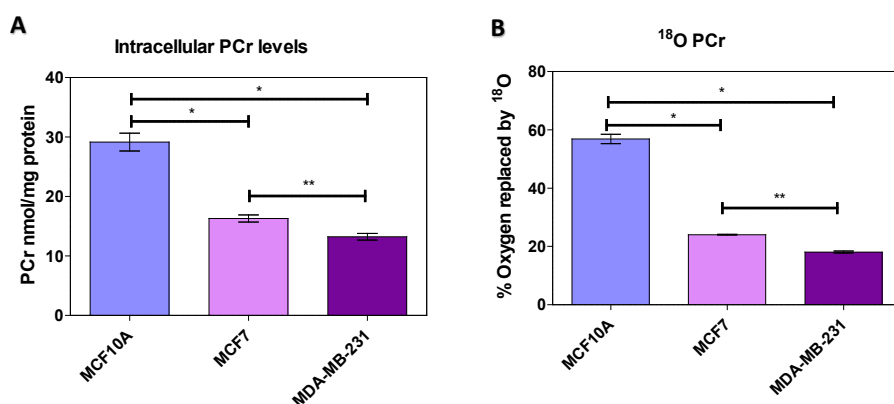 A
Intracellular PCr levels
PCr nmol/mg protein
40
30
20
10
0
*
*
**
MCF10A
MCF7
MDA-MB-231
B
¹⁸O PCr
% Oxygen replaced by ¹⁸O
80
60
40
20
0
*
*
**
MCF10A
MCF7
MDA-MB-231